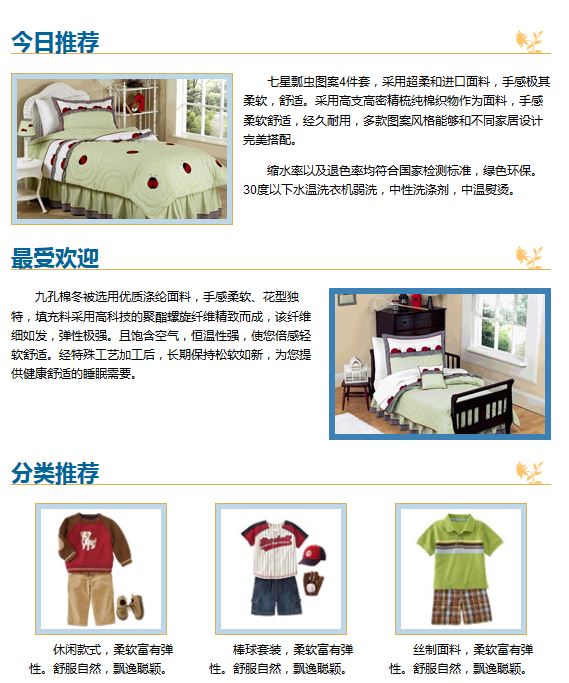 今日推荐
七星瓢虫图案4件套，采用超柔和进口面料，手感极其
柔软，舒适。采用高支高密精梳纯棉织物作为面料，手感
柔软舒适，经久耐用，多款图案风格能够和不同家居设计
完美搭配。
缩水率以及退色率均符合国家检测标准，绿色环保。
30度以下水温洗衣机弱洗，中性洗涤剂，中温熨烫。
最受欢迎
九孔棉冬被选用优质涤纶面料，手感柔软、花型独
特，填充料采用高科技的聚酯螺旋纤维精致而成，该纤维
细如发，弹性极强。且饱含空气，恒温性强，使您倍感轻
软舒适。经特殊工艺加工后，长期保持松软如新，为您提
供健康舒适的睡眠需要。
分类推荐
休闲款式，柔软富有弹
性。舒服自然，飘逸聪颖。
棒球套装，柔软富有弹
性。舒服自然，飘逸聪颖。
丝制面料，柔软富有弹
性。舒服自然，飘逸聪颖。